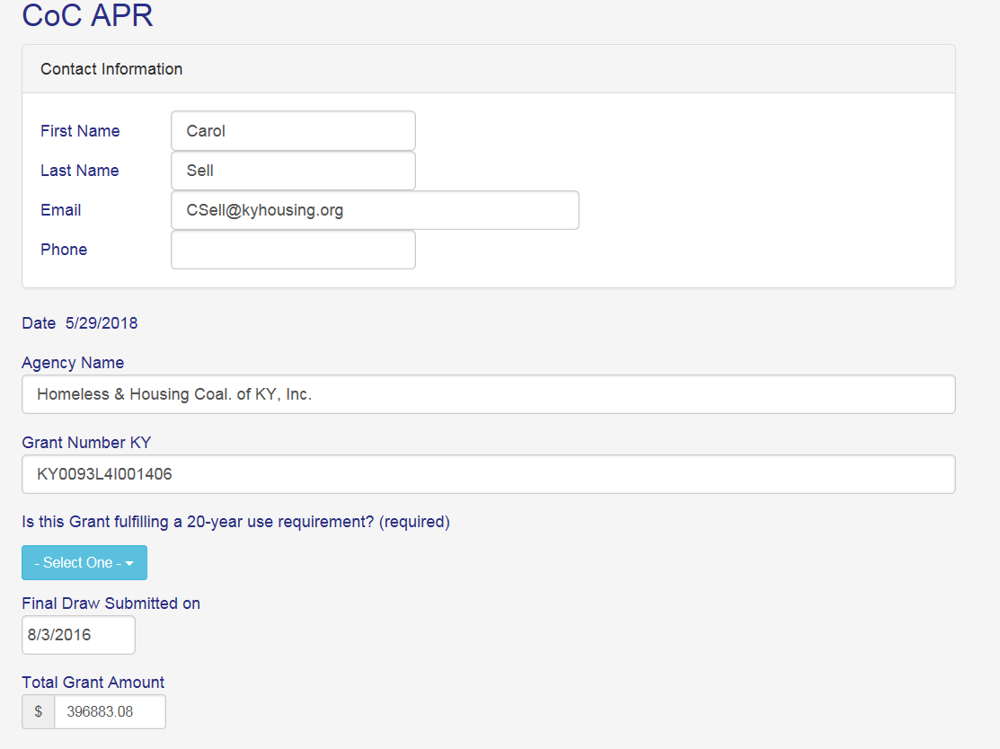 CoC APR
Contact Information
First Name Carol
Last Name Sell
Email CSell@kyhousing.org
Phone
Date 5/29/2018
Agency Name
Homeless & Housing Coal. of KY, Inc.
Grant Number KY
KY0093L4I001406
Is this Grant fulfilling a 20-year use requirement? (required)
- Select One -
Final Draw Submitted on
8/3/2016
Total Grant Amount
$ 396883.08